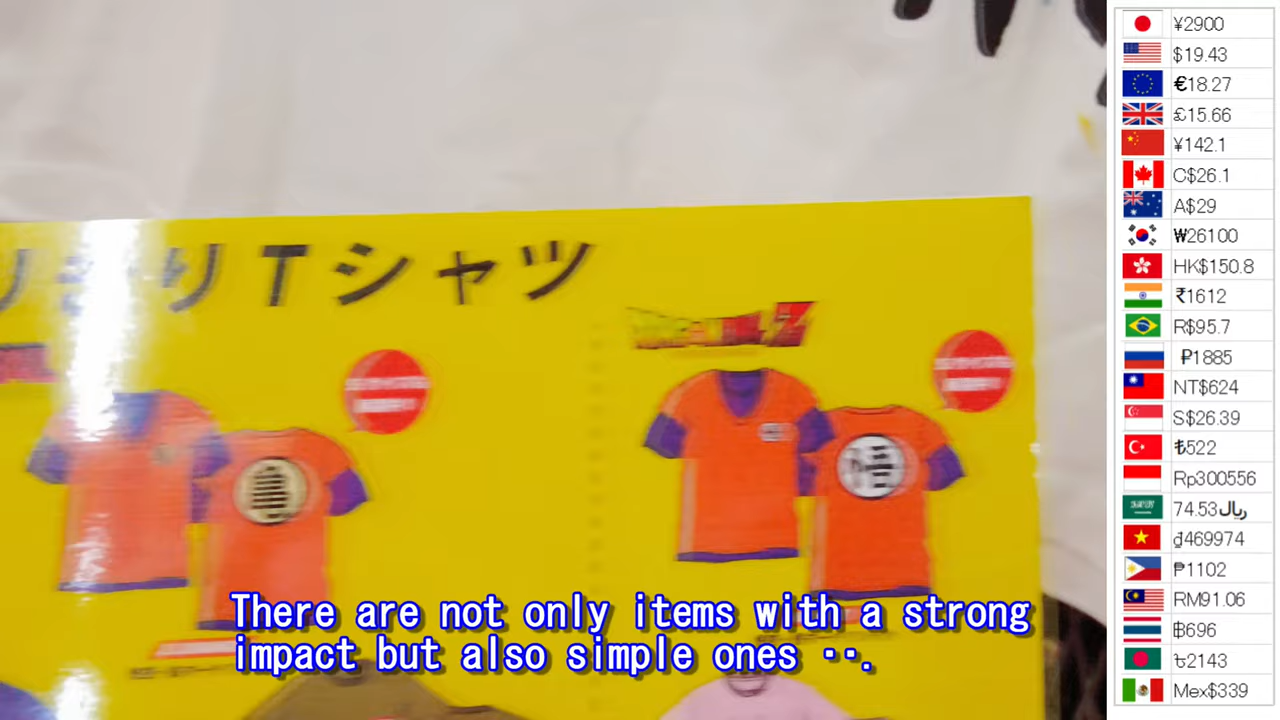 りTシャツ
Z
亀
悟
There are not only items with a strong
impact but also simple ones ･･.
¥2900
$19.43
€18.27
£15.66
¥142.1
C$26.1
A$29
₩26100
HK$150.8
₹1612
R$95.7
₽1885
NT$624
S$26.39
₺522
Rp300556
74.53ريال
₫469974
₱1102
RM91.06
฿696
৳2143
Mex$339